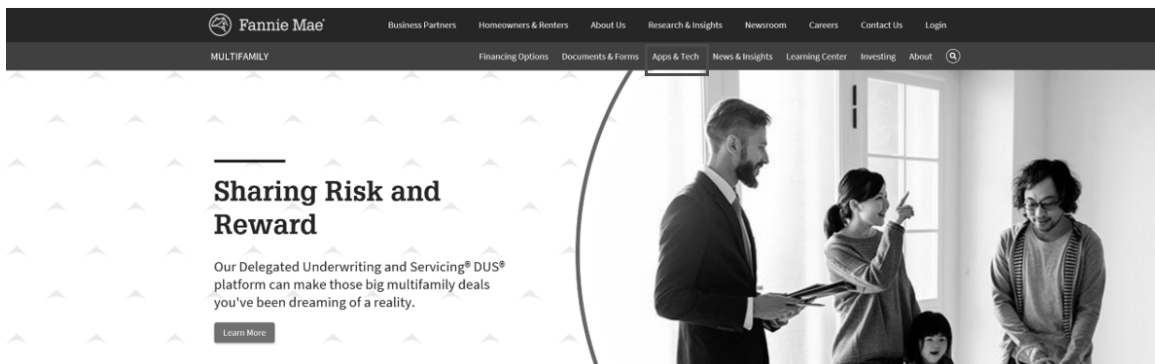 Fannie Mae® Business Partners Homeowners & Renters About Us Research & Insights Newsroom Careers Contact Us Login
MULTIFAMILY Financing Options Documents & Forms Apps & Tech News & Insights Learning Center Investing About
Sharing Risk and
Reward
Our Delegated Underwriting and Servicing® DUS®
platform can make those big multifamily deals
you've been dreaming of a reality.
Learn More